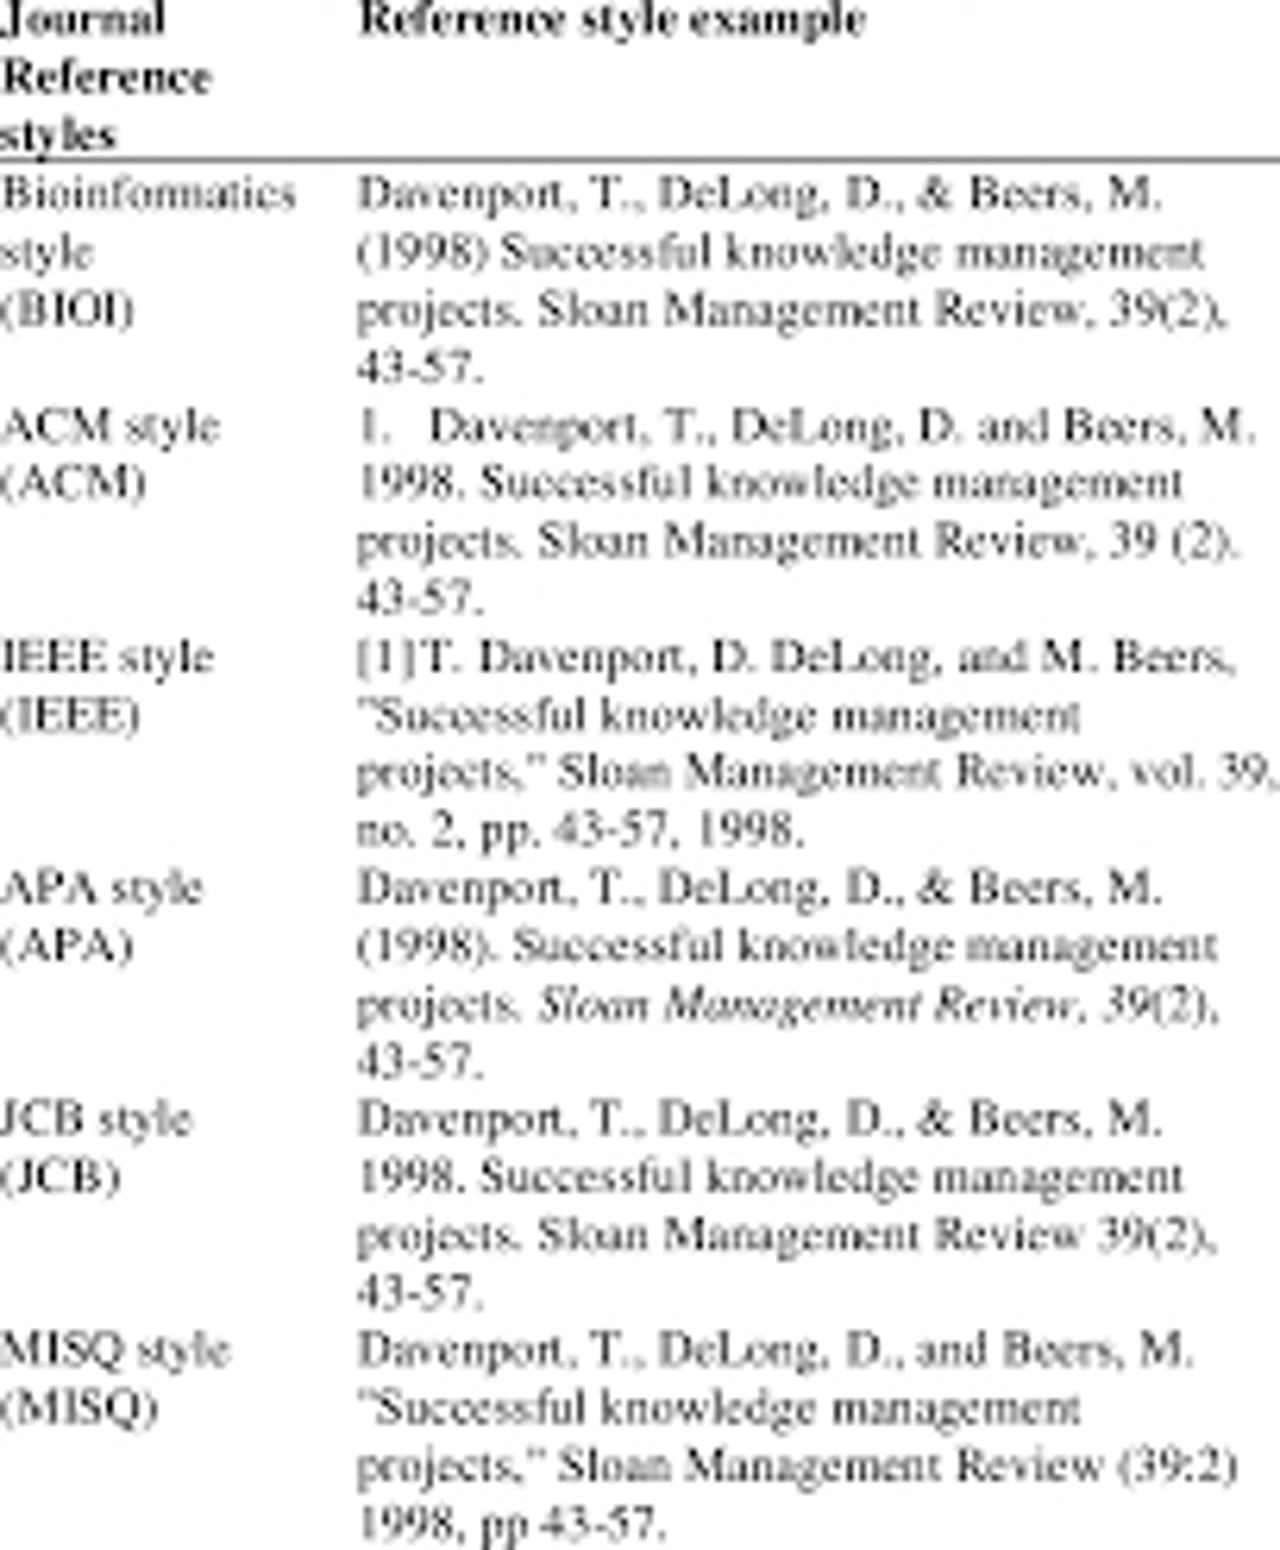 Journal Reference style example
Reference
styles
Bioinformatics Davenport, T., DeLong, D., & Beers, M.
style (1998) Successful knowledge management
(BIOI) projects. Sloan Management Review, 39(2),
43-57.
ACM style 1. Davenport, T., DeLong, D. and Beers, M.
(ACM) 1998. Successful knowledge management
projects. Sloan Management Review, 39 (2).
43-57.
IEEE style [1]T. Davenport, D. DeLong, and M. Beers,
(IEEE) "Successful knowledge management
projects," Sloan Management Review, vol. 39,
no. 2, pp. 43-57, 1998.
APA style Davenport, T., DeLong, D., & Beers, M.
(APA) (1998). Successful knowledge management
projects. Sloan Management Review, 39(2),
43-57.
JCB style Davenport, T., DeLong, D., & Beers, M.
(JCB) 1998. Successful knowledge management
projects. Sloan Management Review 39(2),
43-57.
MISQ style Davenport, T., DeLong, D., and Beers, M.
(MISQ) "Successful knowledge management
projects," Sloan Management Review (39:2)
1998, pp 43-57.